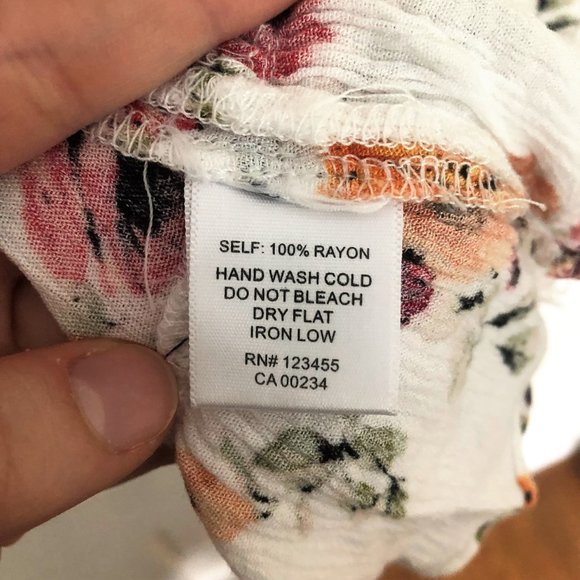 SELF: 100% RAYON
HAND WASH COLD
DO NOT BLEACH
DRY FLAT
IRON LOW
RN# 123455
CA 00234